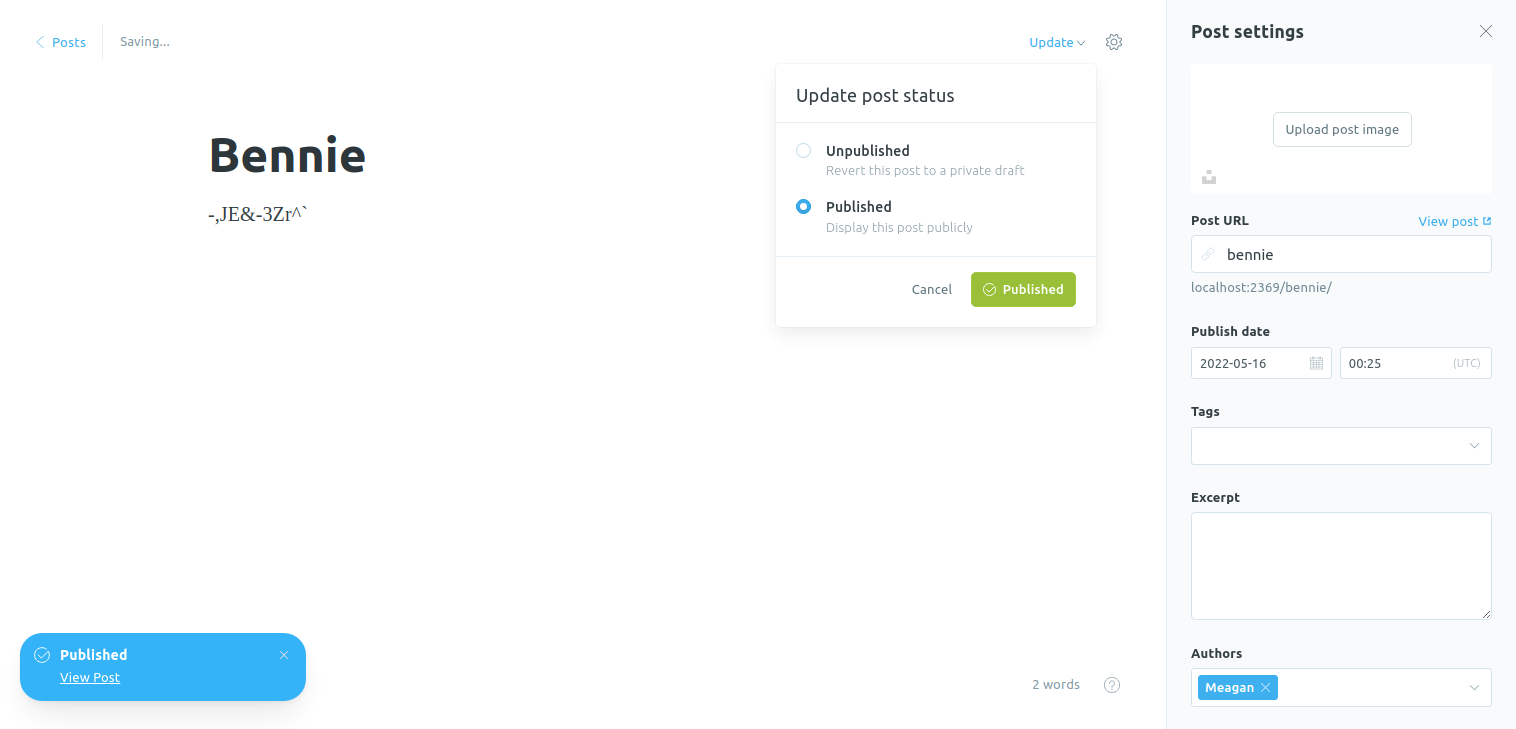 Posts
Saving...
Update
Update post status
Unpublished
Revert this post to a private draft
Published
Display this post publicly
Cancel
Published
Bennie
-,JE&-3Zr^`
Published
View Post
2 words
Post settings
Upload post image
Post URL
View post
bennie
localhost:2369/bennie/
Publish date
2022-05-16
00:25
(UTC)
Tags
Excerpt
Authors
Meagan